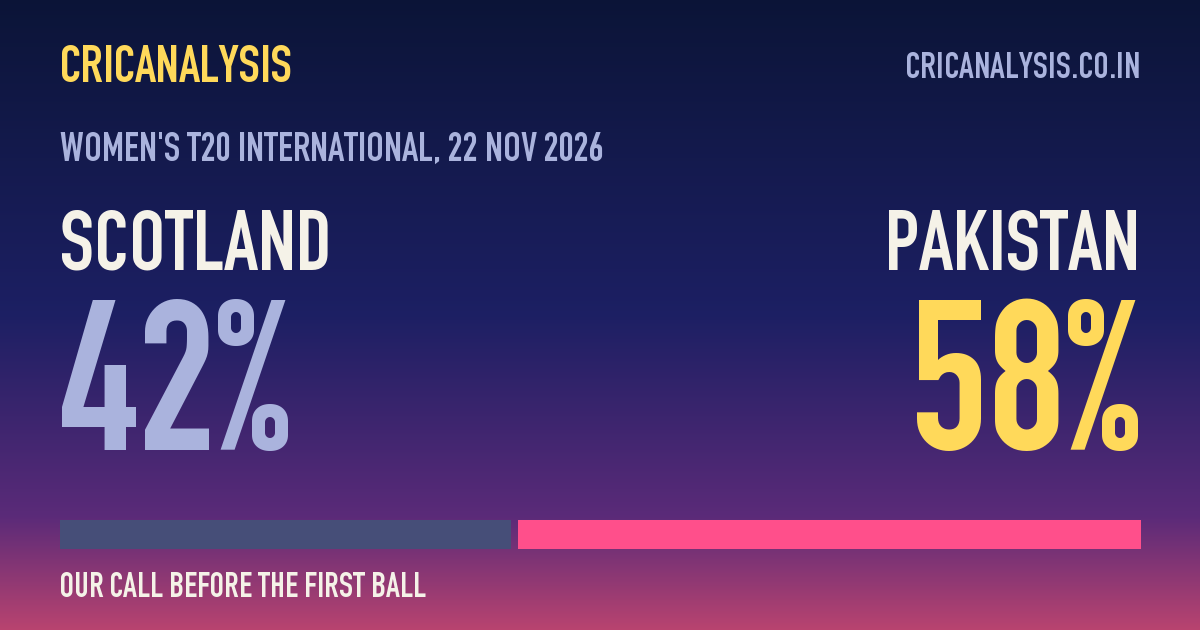 CRICANALYSIS
CRICANALYSIS.CO.IN
WOMEN'S T20 INTERNATIONAL, 22 NOV 2026
SCOTLAND
PAKISTAN
42%
58%
OUR CALL BEFORE THE FIRST BALL